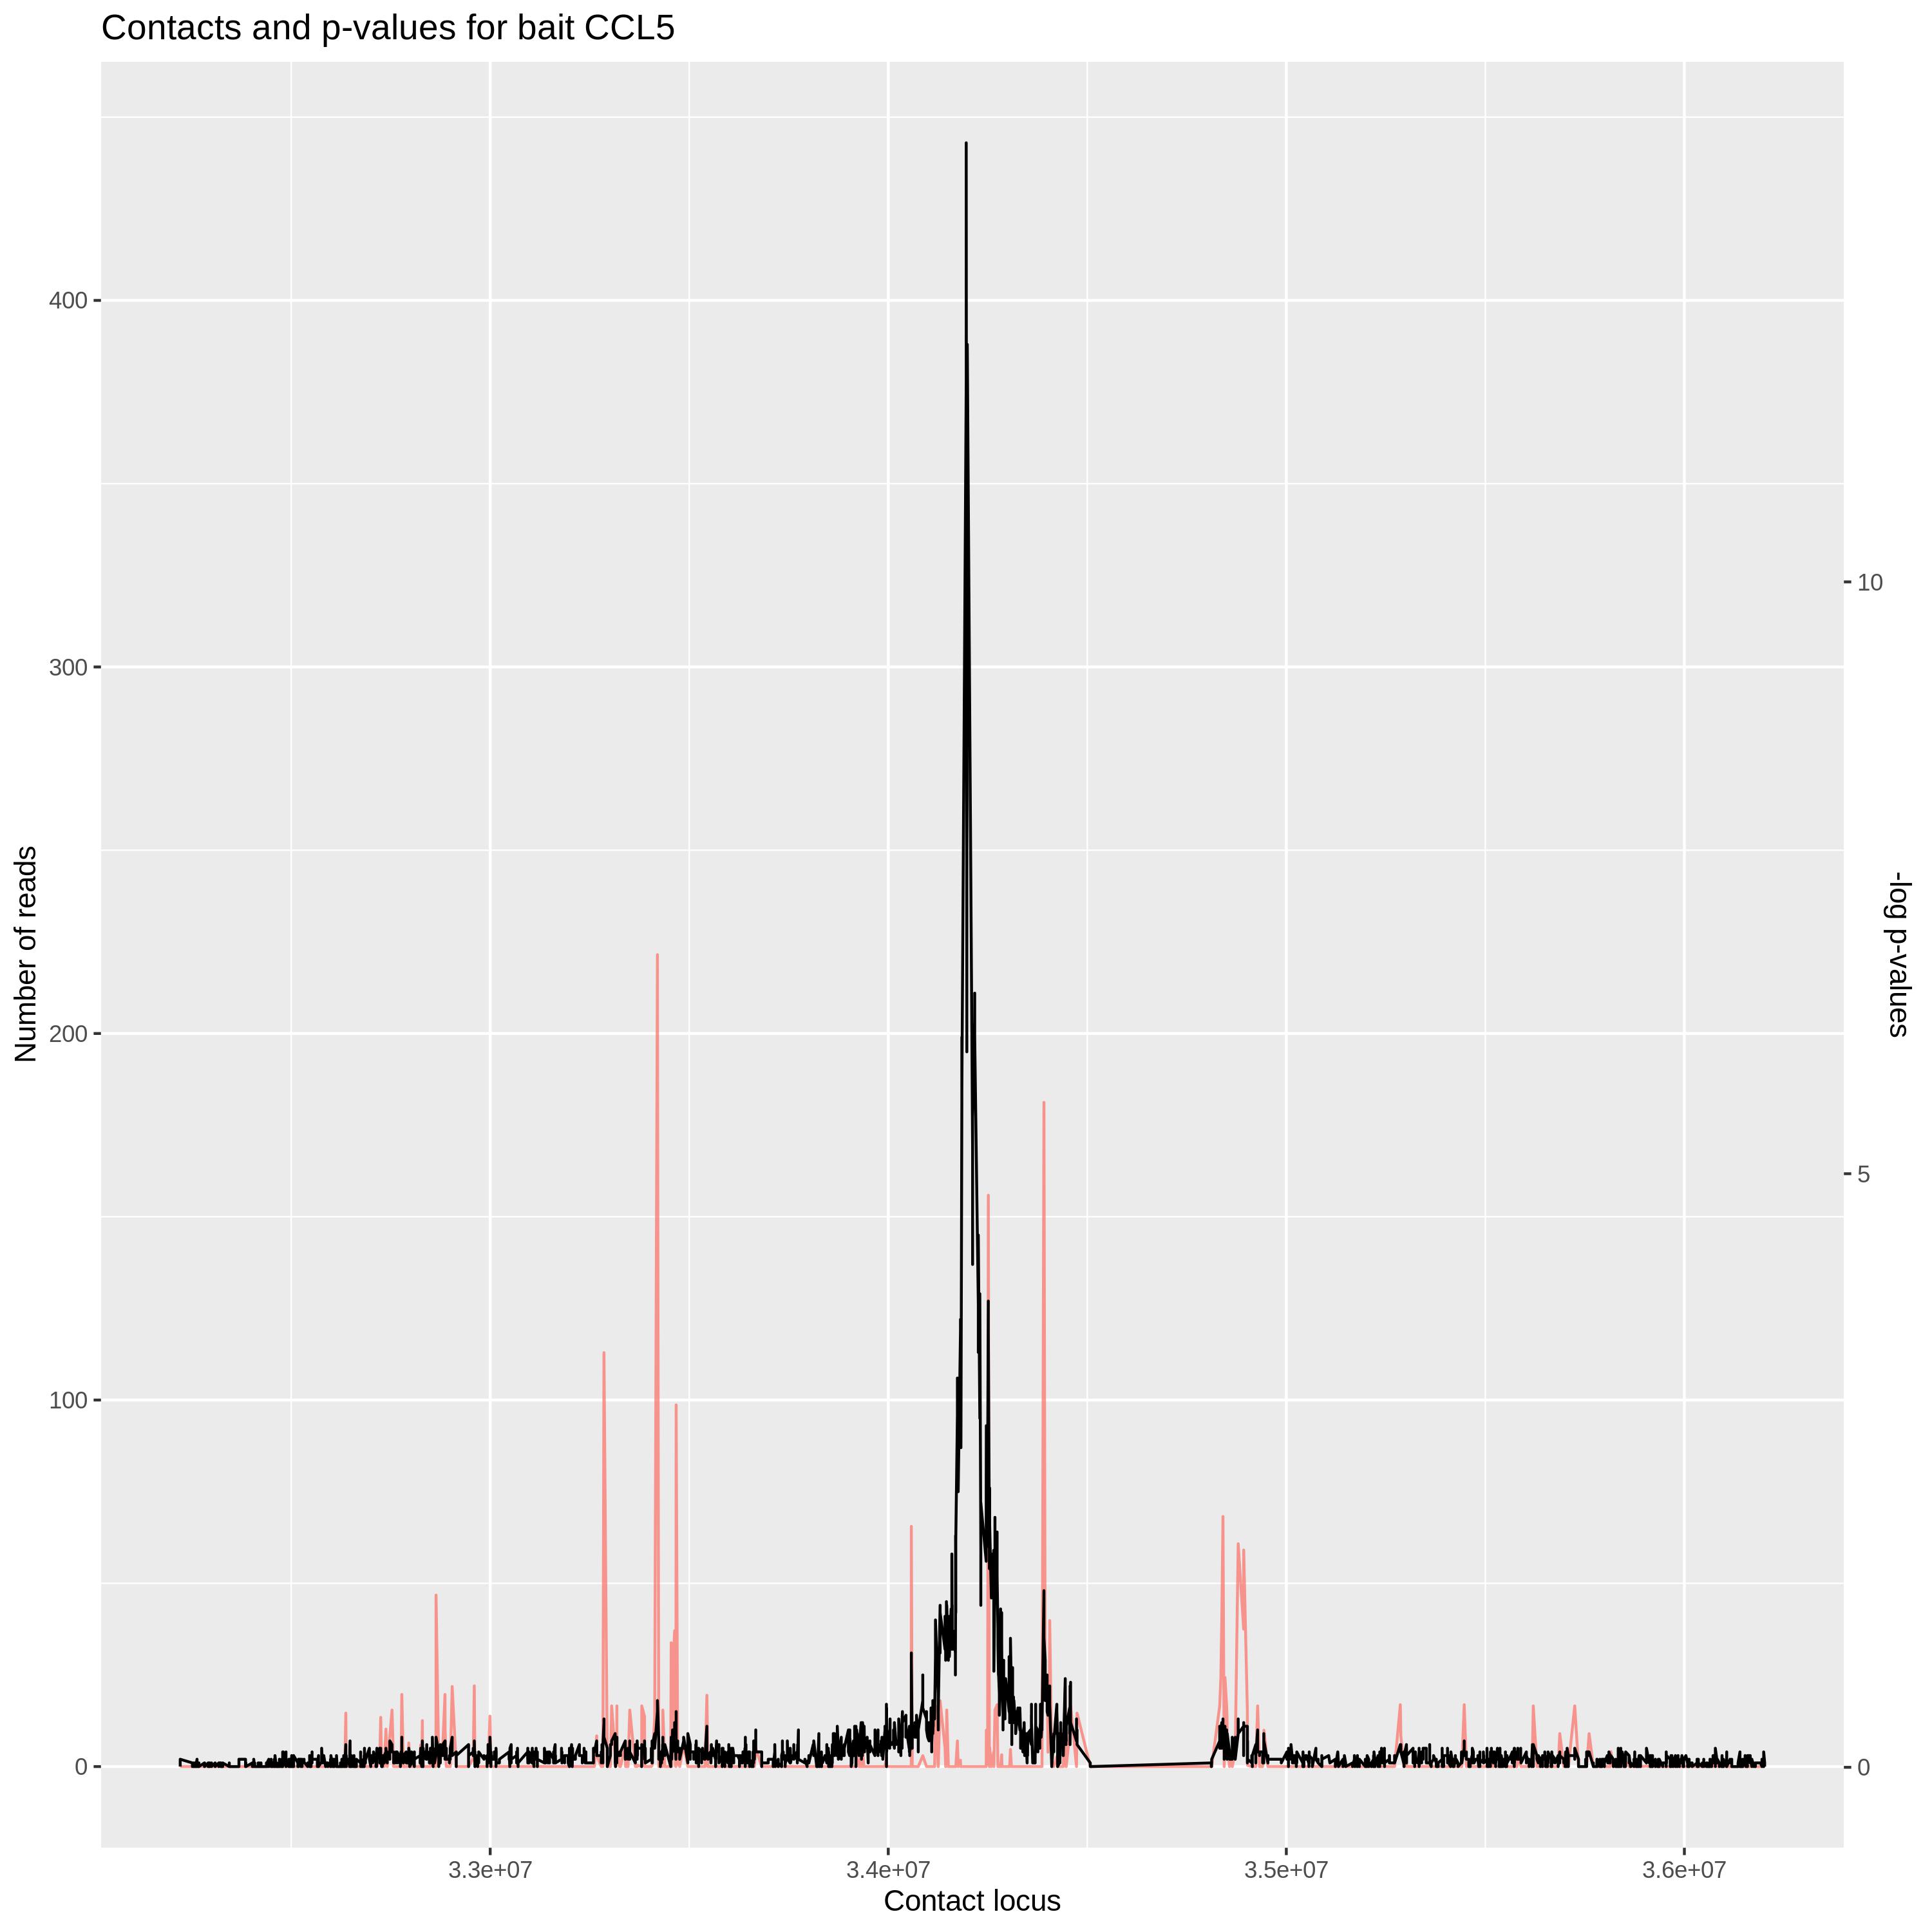 Contacts and p-values for bait CCL5
400
300
200
100
0
Number of reads
10
5
0
-log p-values
3.3e+07
3.4e+07
3.5e+07
3.6e+07
Contact locus